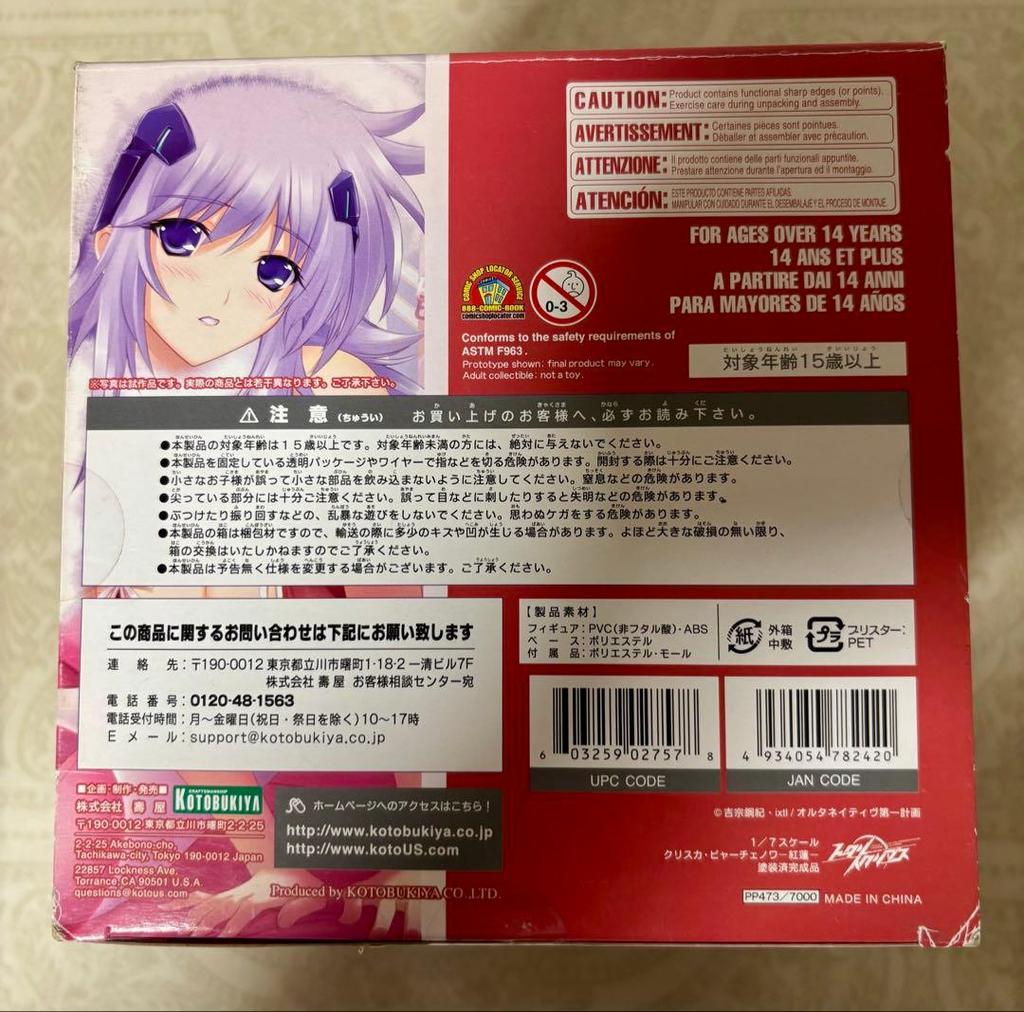 CAUTION: Product contains functional sharp edges (or points).
Exercise care during unpacking and assembly.
AVERTISSEMENT: Certaines pièces sont pointues.
Déballer et assembler avec précaution.
ATTENZIONE: Il prodotto contiene delle parti funzionali appuntite.
Prestare attenzione durante l'apertura ed il montaggio.
ATENCIÓN: ESTE PRODUCTO CONTIENE PARTES AFILADAS.
MANIPULAR CON CUIDADO DURANTE EL DESEMBALAJE Y EL PROCESO DE MONTAJE.
FOR AGES OVER 14 YEARS
14 ANS ET PLUS
A PARTIRE DAI 14 ANNI
PARA MAYORES DE 14 AÑOS
COMIC SHOP LOCATOR SERVICE
888-COMIC-BOOK
comicshoplocator.com
0-3
Conforms to the safety requirements of
ASTM F963.
Prototype shown: final product may vary.
Adult collectible: not a toy.
対象年齢15歳以上
※写真は試作品です。実際の商品とは若干異なります。ご了承下さい。
⚠注意(ちゅうい) お買い上げのお客様へ、必ずお読み下さい。
●本製品の対象年齢は15歳以上です。対象年齢未満の方には、絶対に与えないでください。
●本製品を固定している透明パッケージやワイヤーで指などを切る危険があります。開封する際は十分にご注意ください。
●小さなお子様が誤って小さな部品を飲み込まないように注意してください。窒息などの危険があります。
●尖っている部分には十分ご注意ください。誤って目などに刺したりすると失明などの危険があります。
●ぶつけたり振り回すなどの、乱暴な遊びをしないでください。思わぬケガをする危険があります。
●本製品の箱は梱包材ですので、輸送の際に多少のキズや凹が生じる場合があります。よほど大きな破損の無い限り、
箱の交換はいたしかねますのでご了承ください。
●本製品は予告無く仕様を変更する場合がございます。ご了承ください。
この商品に関するお問い合わせは下記にお願い致します
連絡先:〒190-0012 東京都立川市曙町1-18-2 一清ビル7F
株式会社 壽屋 お客様相談センター宛
電話番号:0120-48-1563
電話受付時間:月～金曜日(祝日・祭日を除く)10～17時
Eメール:support@kotobukiya.co.jp
【製品素材】
フィギュア:PVC(非フタル酸)・ABS
ベース:ポリエステル
付属品:ポリエステル・モール
紙 外箱
中敷
プラ ブリスター:
PET
6 03259 02757 8
UPC CODE
4 934054 782420
JAN CODE
■企画・制作・発売■
株式会社 壽屋 CRAFTSMANSHIP KOTOBUKIYA
〒190-0012 東京都立川市曙町2-2-25
2-2-25 Akebono-cho,
Tachikawa-city, Tokyo 190-0012 Japan
22857 Lockness Ave.
Torrance, CA 90501 U.S.A.
questions@kotous.com
ホームページへのアクセスはこちら!
http://www.kotobukiya.co.jp
http://www.kotoUS.com
Produced by KOTOBUKIYA CO.,LTD.
©吉宗鋼紀・ixtl / オルタネイティヴ第一計画
1/7スケール
クリスカ・ビャーチェノワ ―紅蓮―
塗装済完成品
トータル・イクリプス
PP473/7000 MADE IN CHINA